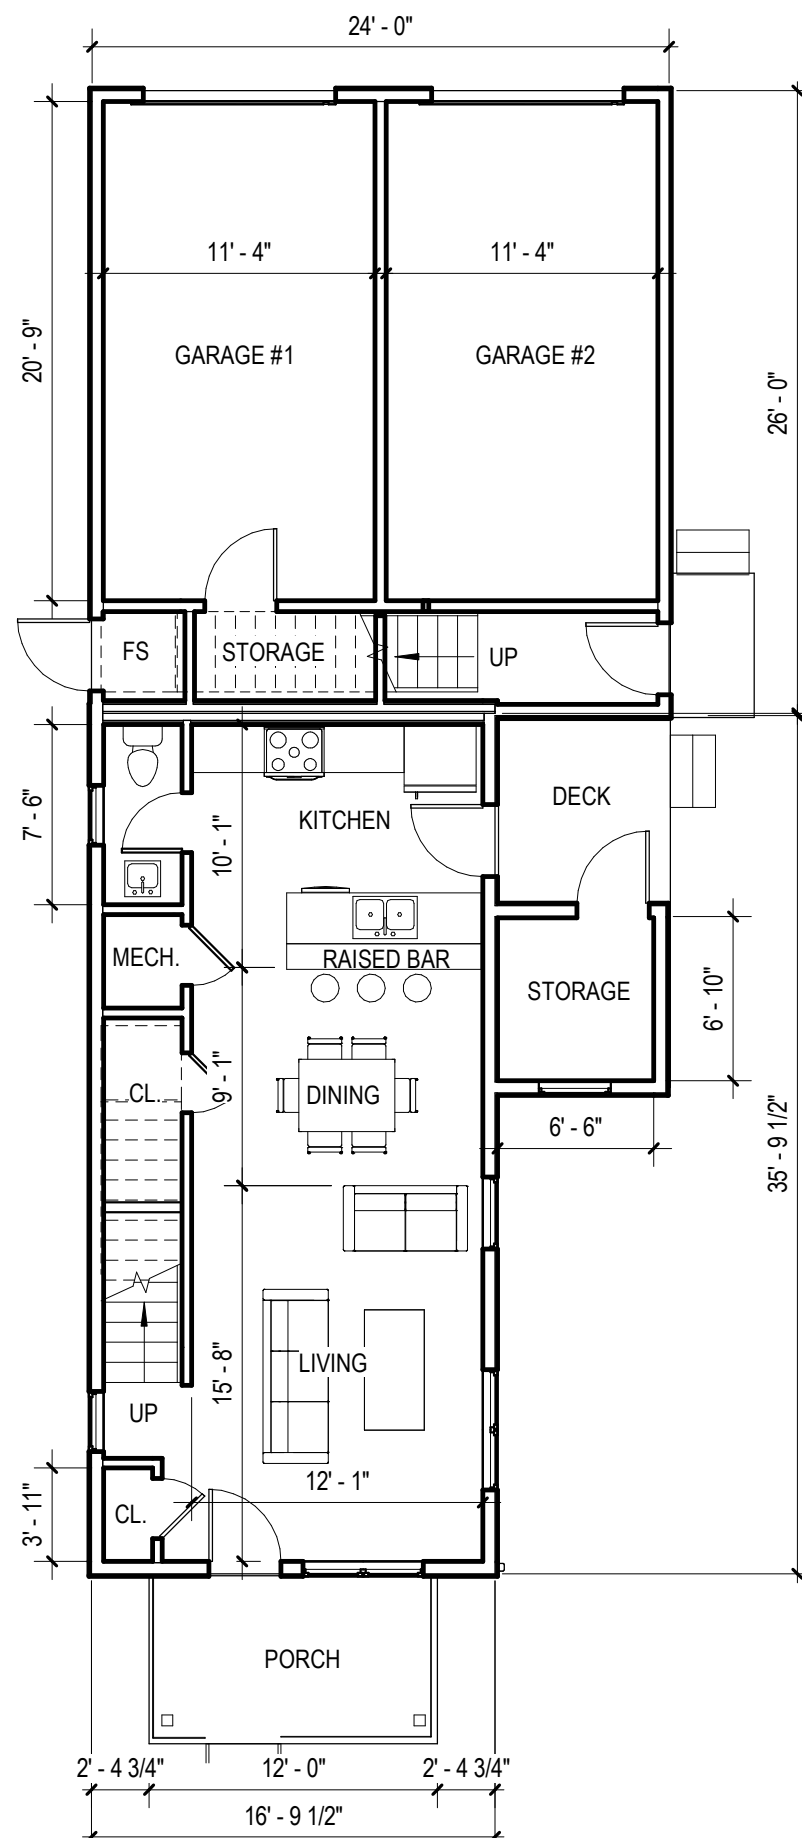 24' - 0"
11' - 4"
11' - 4"
20' - 9"
GARAGE #1
GARAGE #2
26' - 0"
FS
STORAGE
UP
7' - 6"
10' - 1"
KITCHEN
DECK
MECH.
RAISED BAR
STORAGE
6' - 10"
CL.
9' - 1"
DINING
6' - 6"
35' - 9 1/2"
15' - 8"
LIVING
UP
12' - 1"
3' - 11"
CL.
PORCH
2' - 4 3/4"
12' - 0"
2' - 4 3/4"
16' - 9 1/2"